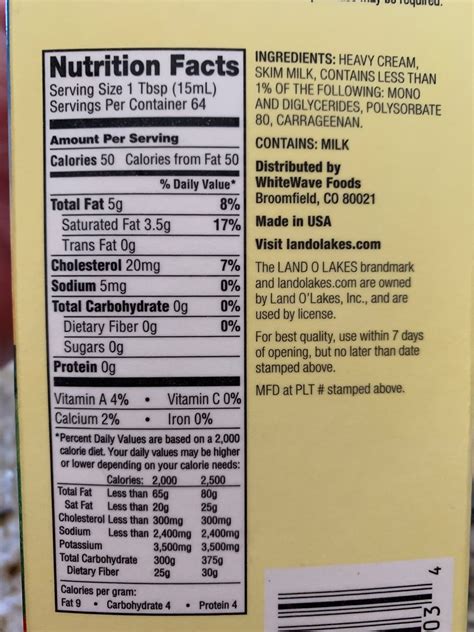 may be required.
Nutrition Facts
Serving Size 1 Tbsp (15mL)
Servings Per Container 64
Amount Per Serving
Calories 50 Calories from Fat 50
% Daily Value*
Total Fat 5g 8%
Saturated Fat 3.5g 17%
Trans Fat 0g
Cholesterol 20mg 7%
Sodium 5mg 0%
Total Carbohydrate 0g 0%
Dietary Fiber 0g 0%
Sugars 0g
Protein 0g
Vitamin A 4% • Vitamin C 0%
Calcium 2% • Iron 0%
*Percent Daily Values are based on a 2,000
calorie diet. Your daily values may be higher
or lower depending on your calorie needs:
Calories: 2,000 2,500
Total Fat Less than 65g 80g
Sat Fat Less than 20g 25g
Cholesterol Less than 300mg 300mg
Sodium Less than 2,400mg 2,400mg
Potassium 3,500mg 3,500mg
Total Carbohydrate 300g 375g
Dietary Fiber 25g 30g
Calories per gram:
Fat 9 • Carbohydrate 4 • Protein 4
INGREDIENTS: HEAVY CREAM,
SKIM MILK, CONTAINS LESS THAN
1% OF THE FOLLOWING: MONO
AND DIGLYCERIDES, POLYSORBATE
80, CARRAGEENAN.
CONTAINS: MILK
Distributed by
WhiteWave Foods
Broomfield, CO 80021
Made in USA
Visit landolakes.com
The LAND O LAKES brandmark
and landolakes.com are owned
by Land O'Lakes, Inc., and are
used by license.
For best quality, use within 7 days
of opening, but no later than date
stamped above.
MFD at PLT # stamped above.
03 4